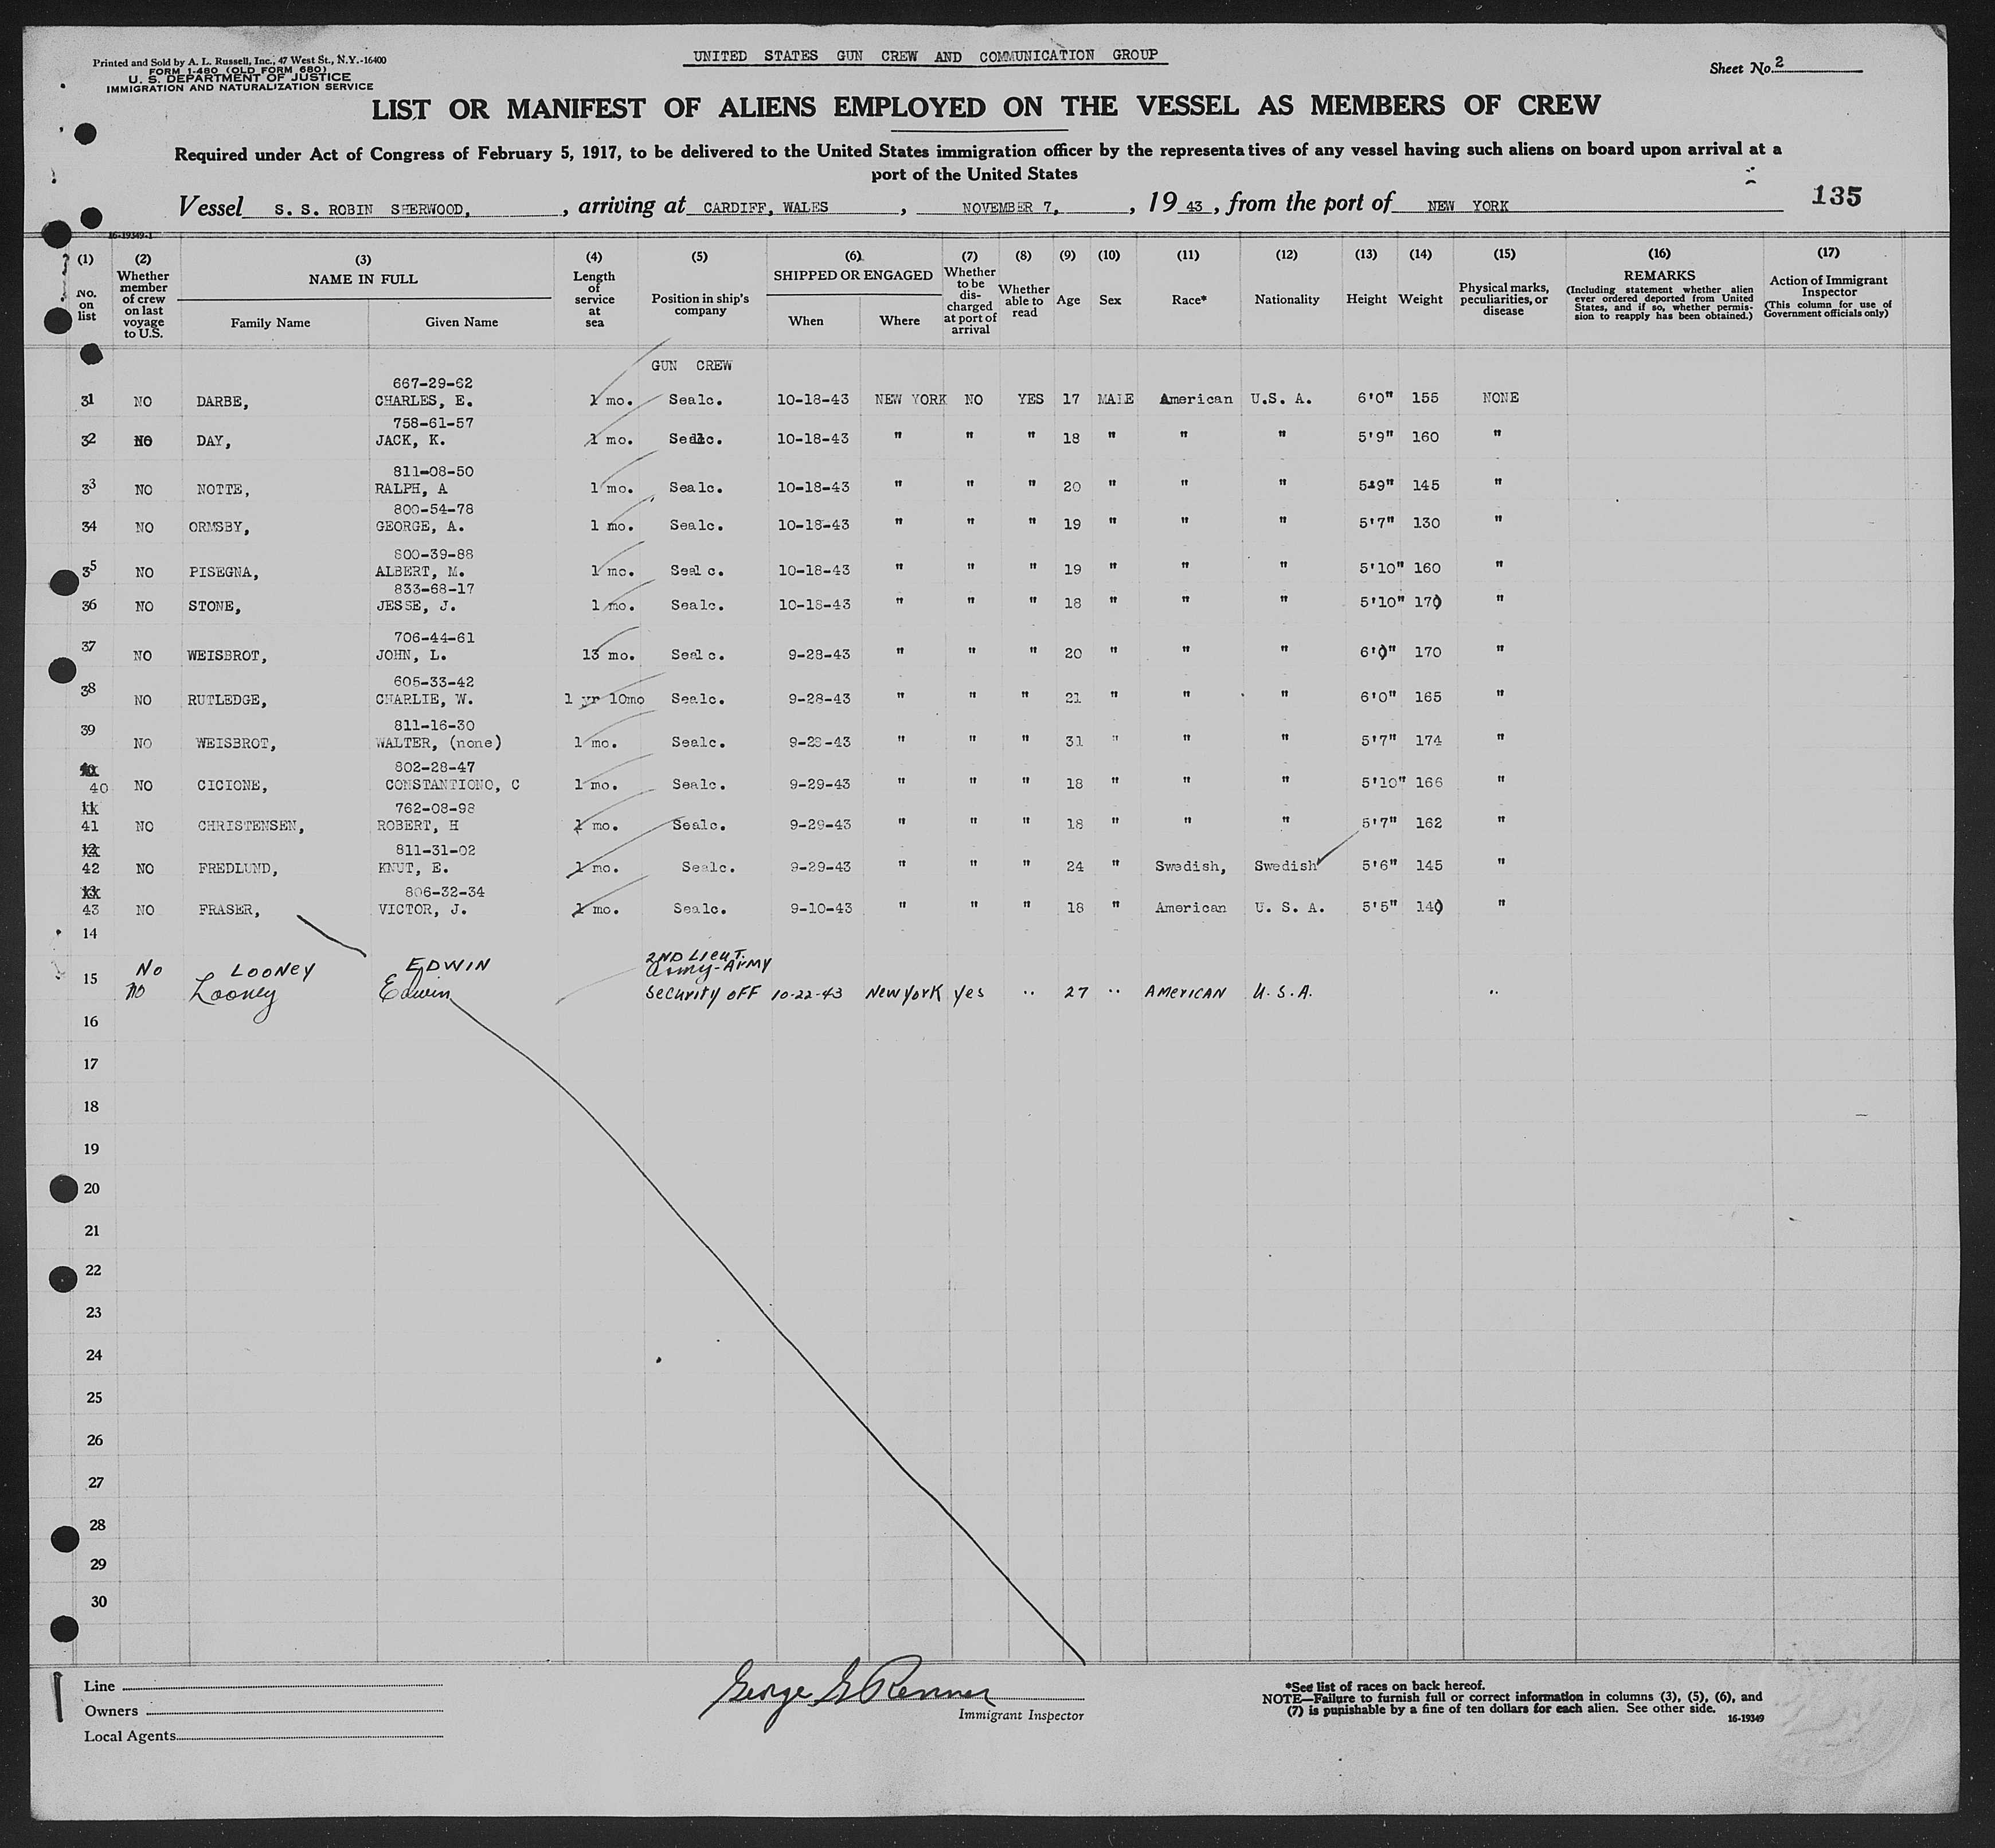 UNITED STATES GUN CREW AND COMMUNICATION GROUP
Printed and Sold by A. L. Russell, Inc., 47 West St., N.Y.-16400
FORM 1-480 (OLD FORM 680)
U. S. DEPARTMENT OF JUSTICE
IMMIGRATION AND NATURALIZATION SERVICE
Sheet No. 2
LIST OR MANIFEST OF ALIENS EMPLOYED ON THE VESSEL AS MEMBERS OF CREW
Required under Act of Congress of February 5, 1917, to be delivered to the United States immigration officer by the representatives of any vessel having such aliens on board upon arrival at a
port of the United States
Vessel S. S. ROBIN SHERWOOD, , arriving at CARDIFF, WALES , NOVEMBER 7, , 19 43 , from the port of NEW YORK
135
16-19349-1
(1) No. on list
(2) Whether member of crew on last voyage to U.S.
(3) NAME IN FULL Family Name Given Name
(4) Length of service at sea
(5) Position in ship's company
(6) SHIPPED OR ENGAGED When Where
(7) Whether to be discharged at port of arrival
(8) Whether able to read
(9) Age
(10) Sex
(11) Race*
(12) Nationality
(13) Height
(14) Weight
(15) Physical marks, peculiarities, or disease
(16) REMARKS (Including statement whether alien ever ordered deported from United States, and if so, whether permission to reapply has been obtained.)
(17) Action of Immigrant Inspector (This column for use of Government officials only)
GUN CREW
667-29-62
31 NO DARBE, CHARLES, E. 1 mo. Sea1c. 10-18-43 NEW YORK NO YES 17 MALE American U.S. A. 6'0" 155 NONE
758-61-57
32 NO DAY, JACK, K. 1 mo. Sea1c. 10-18-43 " " " 18 " " " 5'9" 160 "
811-08-50
33 NO NOTTE, RALPH, A 1 mo. Sea1c. 10-18-43 " " " 20 " " " 5'9" 145 "
800-54-78
34 NO ORMSBY, GEORGE, A. 1 mo. Sea1c. 10-18-43 " " " 19 " " " 5'7" 130 "
800-39-88
35 NO PISEGNA, ALBERT, M. 1 mo. Sea1 c. 10-18-43 " " " 19 " " " 5'10" 160 "
833-68-17
36 NO STONE, JESSE, J. 1 mo. Sea1c. 10-18-43 " " " 18 " " " 5'10" 170 "
706-44-61
37 NO WEISBROT, JOHN, L. 13 mo. Sea1 c. 9-28-43 " " " 20 " " " 6'0" 170 "
605-33-42
38 NO RUTLEDGE, CHARLIE, W. 1 yr 10mo Sea1c. 9-28-43 " " " 21 " " " 6'0" 165 "
811-16-30
39 NO WEISBROT, WALTER, (none) 1 mo. Sea1c. 9-28-43 " " " 31 " " " 5'7" 174 "
802-28-47
40 NO CICIONE, CONSTANTIONO, C 1 mo. Sea1c. 9-29-43 " " " 18 " " " 5'10" 166 "
11 762-08-98
41 NO CHRISTENSEN, ROBERT, H 1 mo. Sea1c. 9-29-43 " " " 18 " " " 5'7" 162 "
12 811-31-02
42 NO FREDLUND, KNUT, E. 1 mo. Sea1c. 9-29-43 " " " 24 " Swedish, Swedish 5'6" 145 "
13 806-32-34
43 NO FRASER, VICTOR, J. 1 mo. Sea1c. 9-10-43 " " " 18 " American U. S. A. 5'5" 140 "
14
No LOONEY EDWIN 2ND LIEUT. Army-ARMY
15 no Looney Edwin Security OFF 10-22-43 New York yes " 27 " AMERICAN U. S. A. "
16
17
18
19
20
21
22
23
24
25
26
27
28
29
30
Line
Owners
Local Agents
George G Renner
Immigrant Inspector
*See list of races on back hereof.
NOTE—Failure to furnish full or correct information in columns (3), (5), (6), and
(7) is punishable by a fine of ten dollars for each alien. See other side.
16-19349